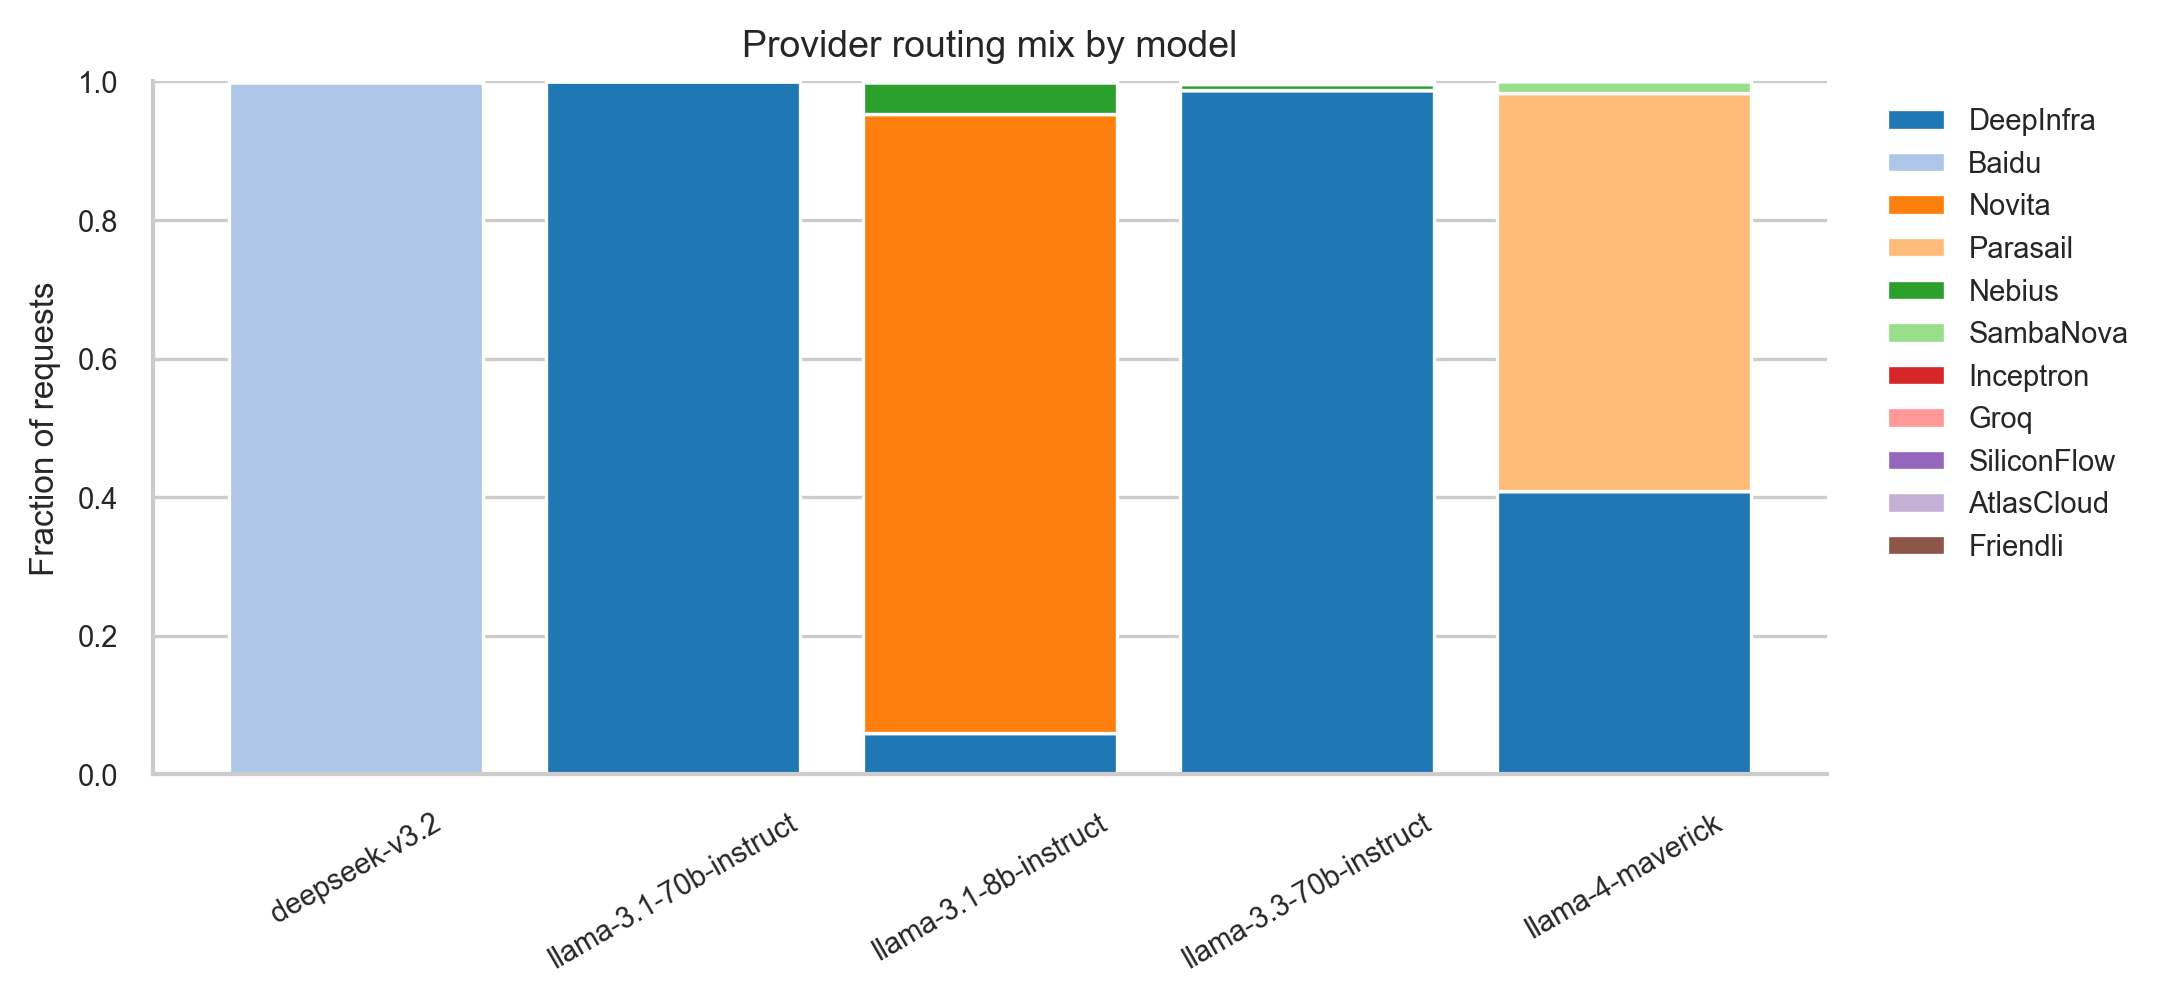 Provider routing mix by model
Fraction of requests
1.0
0.8
0.6
0.4
0.2
0.0
deepseek-v3.2
llama-3.1-70b-instruct
llama-3.1-8b-instruct
llama-3.3-70b-instruct
llama-4-maverick
DeepInfra
Baidu
Novita
Parasail
Nebius
SambaNova
Inceptron
Groq
SiliconFlow
AtlasCloud
Friendli